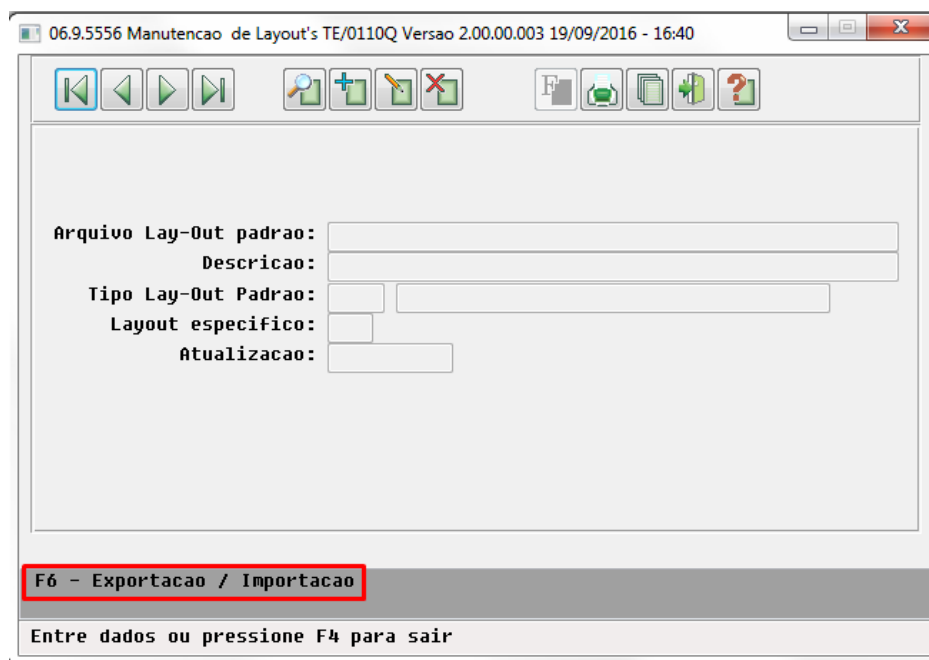 06.9.5556 Manutencao de Layout's TE/0110Q Versao 2.00.00.003 19/09/2016 - 16:40
F
Arquivo Lay-Out padrao:
Descricao:
Tipo Lay-Out Padrao:
Layout especifico:
Atualizacao:
F6 - Exportacao / Importacao
Entre dados ou pressione F4 para sair